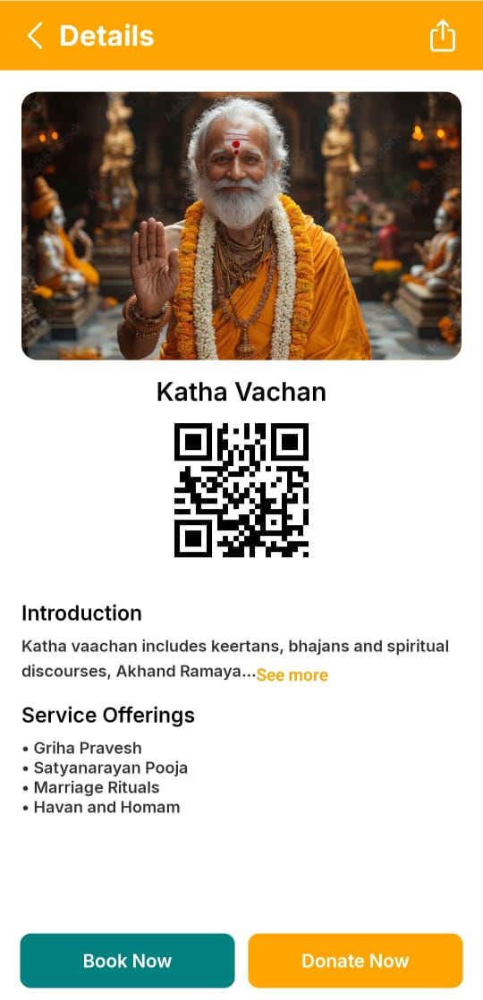 Details
Katha Vachan
Introduction
Katha vaachan includes keertans, bhajans and spiritual
discourses, Akhand Ramaya...See more
Service Offerings
• Griha Pravesh
• Satyanarayan Pooja
• Marriage Rituals
• Havan and Homam
Book Now
Donate Now